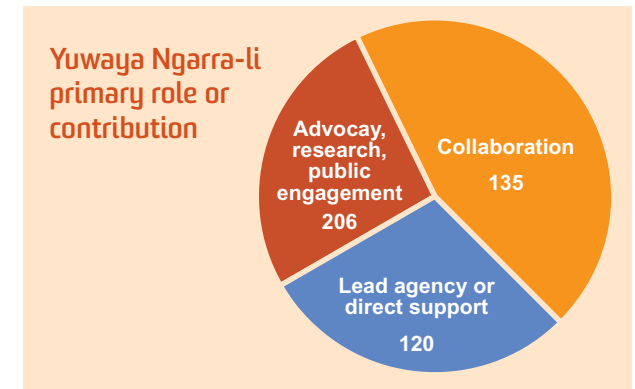 Yuwaya Ngarra-li
primary role or
contribution
Advocay,
research,
public
engagement
206
Collaboration
135
Lead agency or
direct support
120